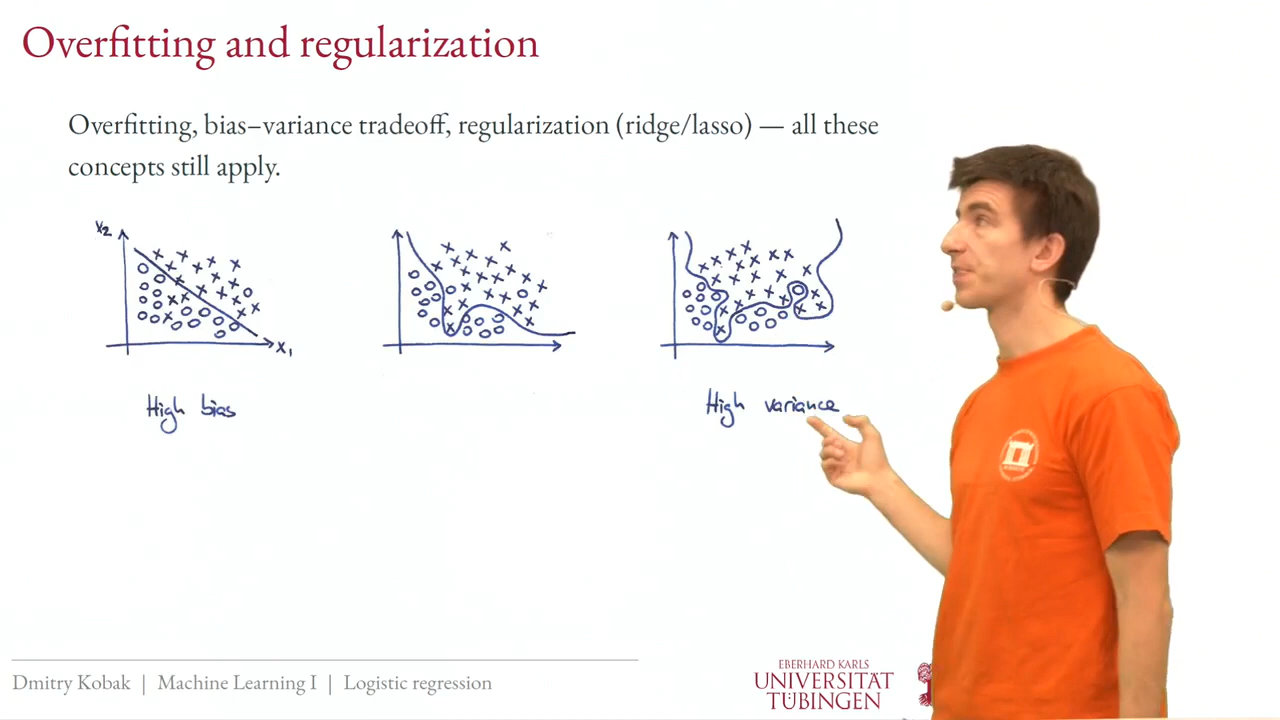 Overfitting and regularization
Overfitting, bias–variance tradeoff, regularization (ridge/lasso) — all these
concepts still apply.
x₂
x₁
High bias
High variance
Dmitry Kobak | Machine Learning I | Logistic regression
EBERHARD KARLS
UNIVERSITÄT
TÜBINGEN